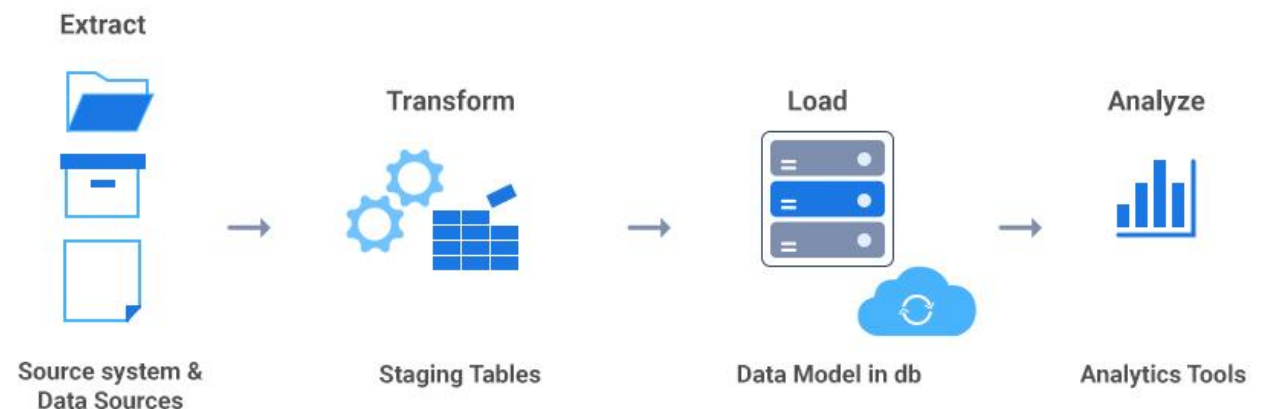 Extract
Transform
Load
Analyze
Source system &
Data Sources
Staging Tables
Data Model in db
Analytics Tools